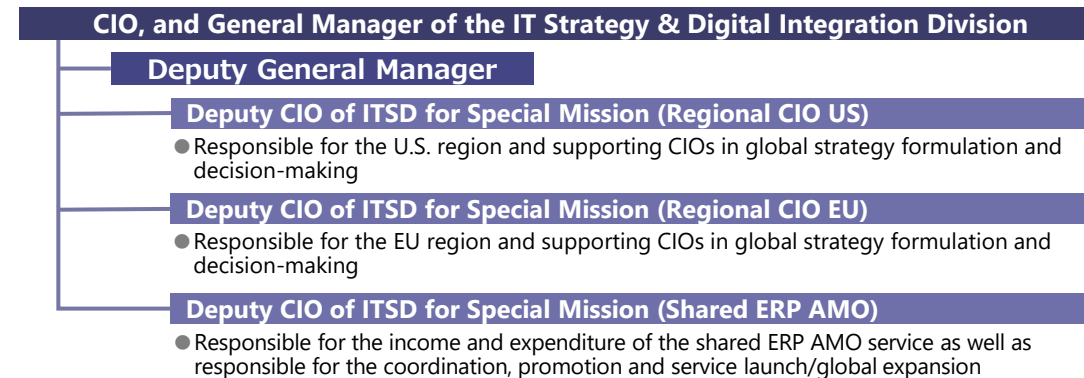 CIO, and General Manager of the IT Strategy & Digital Integration Division
Deputy General Manager
Deputy CIO of ITSD for Special Mission (Regional CIO US)
●Responsible for the U.S. region and supporting CIOs in global strategy formulation and
decision-making
Deputy CIO of ITSD for Special Mission (Regional CIO EU)
●Responsible for the EU region and supporting CIOs in global strategy formulation and
decision-making
Deputy CIO of ITSD for Special Mission (Shared ERP AMO)
●Responsible for the income and expenditure of the shared ERP AMO service as well as
responsible for the coordination, promotion and service launch/global expansion